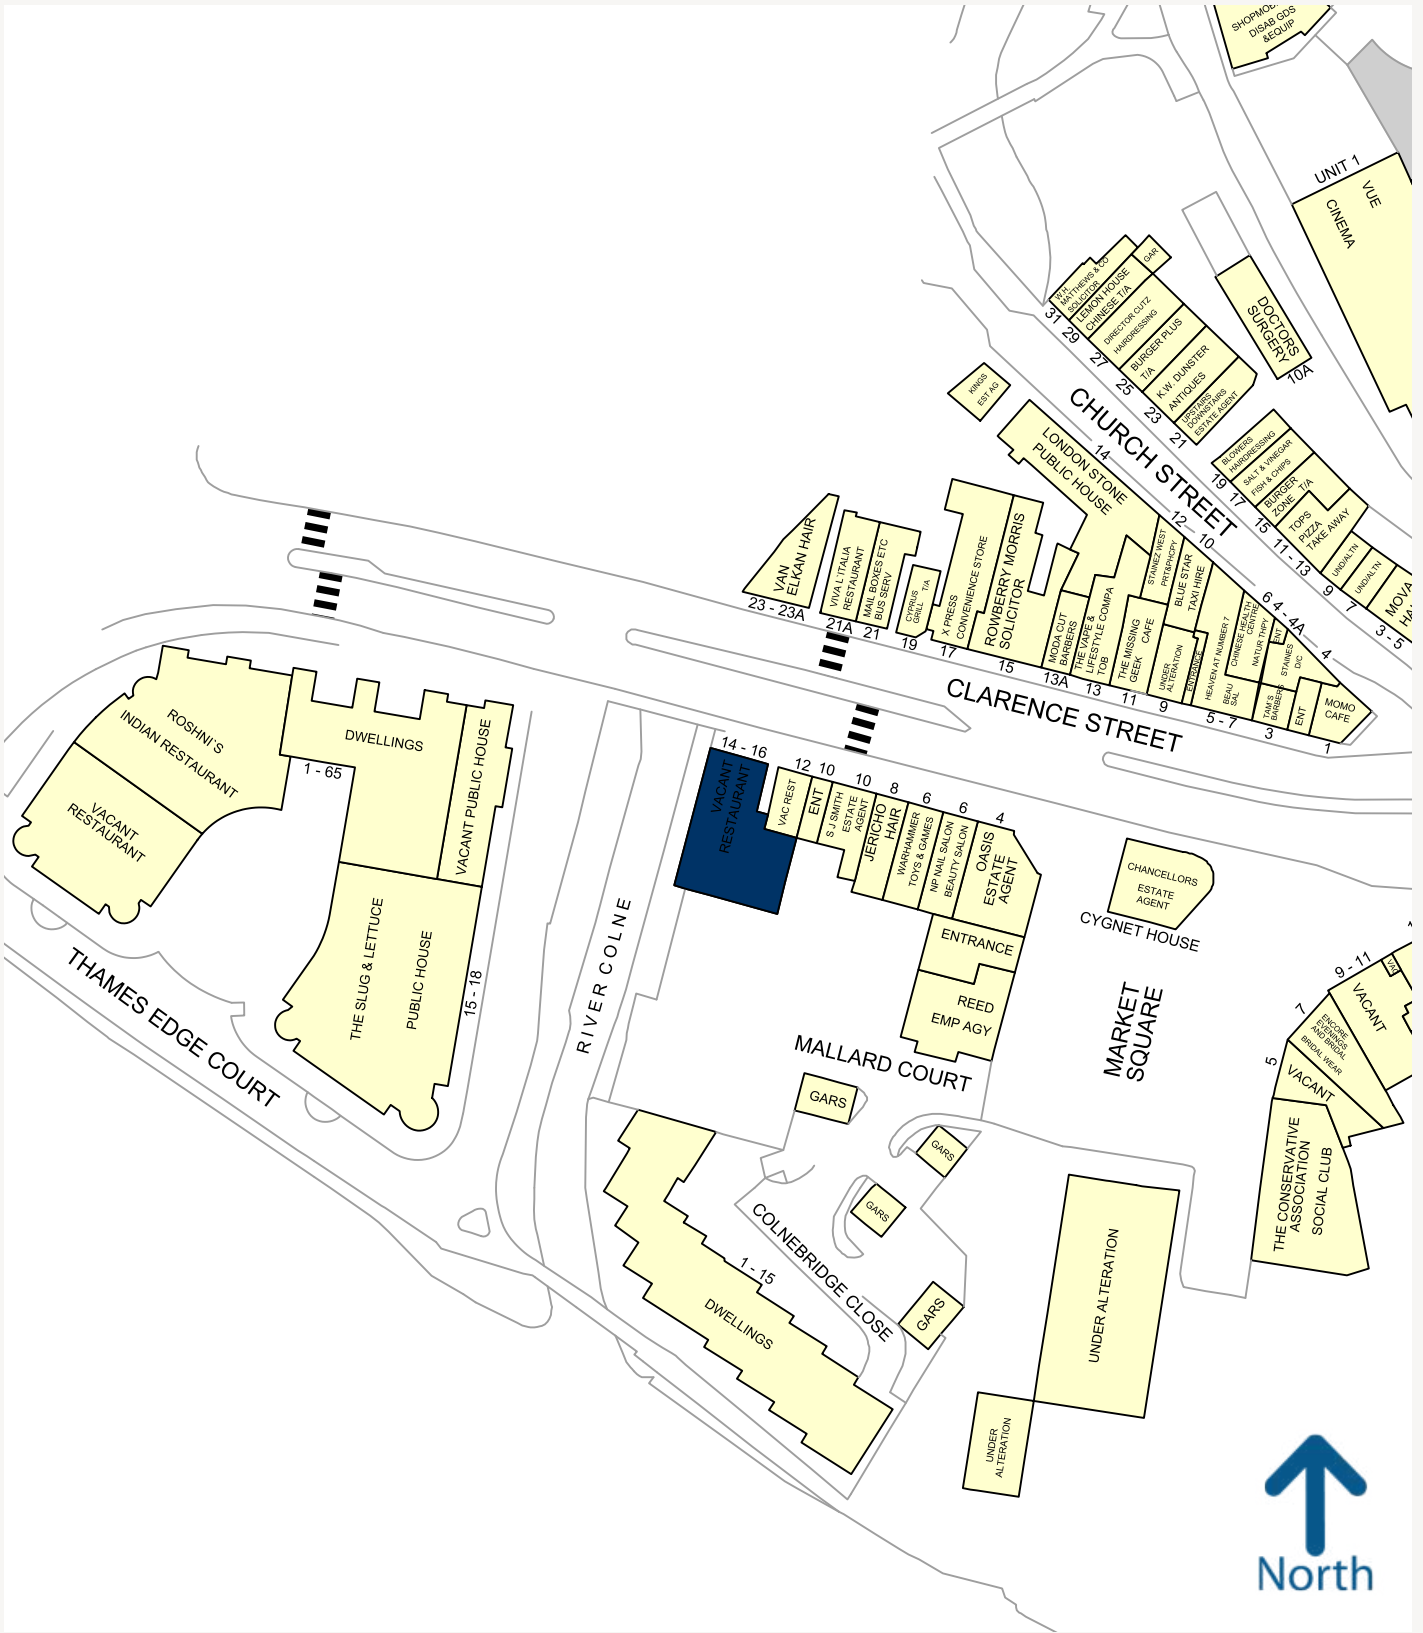 SHOPMOB
DISAB GDS
&EQUIP
UNIT 1
VUE
CINEMA
W.H.
MATTHEWS & CO
SOLICITOR
GAR
LEMON HOUSE
CHINESE T/A
DIRECTOR CUTZ
HAIRDRESSING
BURGER PLUS
T/A
K.W. DUNSTER
ANTIQUES
UPSTAIRS
DOWNSTAIRS
ESTATE AGENT
31
29
27
25
23
21
DOCTORS
SURGERY
10A
KINGS
EST AG
CHURCH STREET
LONDON STONE
PUBLIC HOUSE
14
12
10
6
4 - 4A
4
BLOWERS
HAIRDRESSING
SALT & VINEGAR
FISH & CHIPS
BURGER
ZONE T/A
TOPS
PIZZA
TAKE AWAY
UND/ALTN
UND/ALTN
MOVA
19
17
15
11 - 13
9
7
3 - 5
VAN
ELKAN HAIR
VIVA L'ITALIA
RESTAURANT
MAIL BOXES ETC
BUS SERV
CYPRUS
GRILL T/A
X PRESS
CONVENIENCE STORE
ROWBERRY MORRIS
SOLICITOR
MODA CUT
BARBERS
THE VAPE &
LIFESTYLE COMPA
TOB
THE MISSING
GEEK CAFE
STAINEZ WEST
PRT&PHCPY
BLUE STAR
TAXI HIRE
UNDER
ALTERATION
ENTRANCE
HEAVEN AT NUMBER 7
BEAU
SAL
CHINESE HEALTH
CENTRE
NATUR THPY
ENT
STAINES
D/C
TAM'S
BARBERS
ENT
MOMO
CAFE
23 - 23A
21A
21
19
17
15
13A
13
11
9
5 - 7
3
1
CLARENCE STREET
ROSHNI`S
INDIAN RESTAURANT
VACANT
RESTAURANT
DWELLINGS
1 - 65
VACANT PUBLIC HOUSE
THE SLUG & LETTUCE
PUBLIC HOUSE
15 - 18
THAMES EDGE COURT
RIVER COLNE
14 - 16
12
10
10
8
6
6
4
VACANT
RESTAURANT
VAC REST
ENT
S J SMITH
ESTATE
AGENT
JERICHO
HAIR
WARHAMMER
TOYS & GAMES
NP NAIL SALON
BEAUTY SALON
OASIS
ESTATE
AGENT
ENTRANCE
REED
EMP AGY
CHANCELLORS
ESTATE
AGENT
CYGNET HOUSE
MARKET
SQUARE
MALLARD COURT
GARS
GARS
GARS
GARS
COLNEBRIDGE CLOSE
1 - 15
DWELLINGS
9 - 11
7
5
VAC
VACANT
ENCORE
EVENINGS
AND BRIDAL
BRIDAL WEAR
VACANT
THE CONSERVATIVE
ASSOCIATION
SOCIAL CLUB
UNDER ALTERATION
UNDER
ALTERATION
North